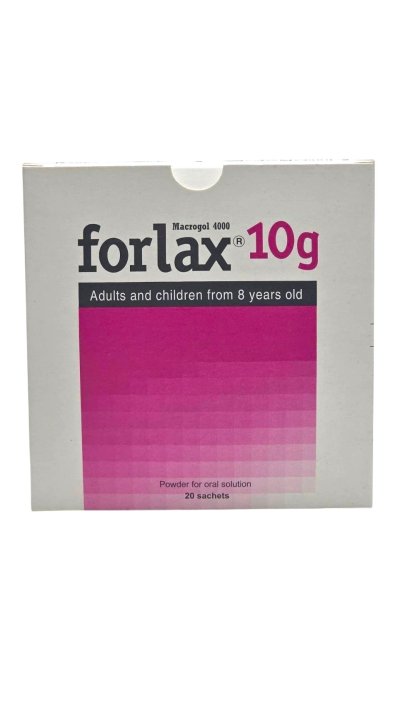 Macrogol 4000
forlax® 10g
Adults and children from 8 years old
Powder for oral solution
20 sachets